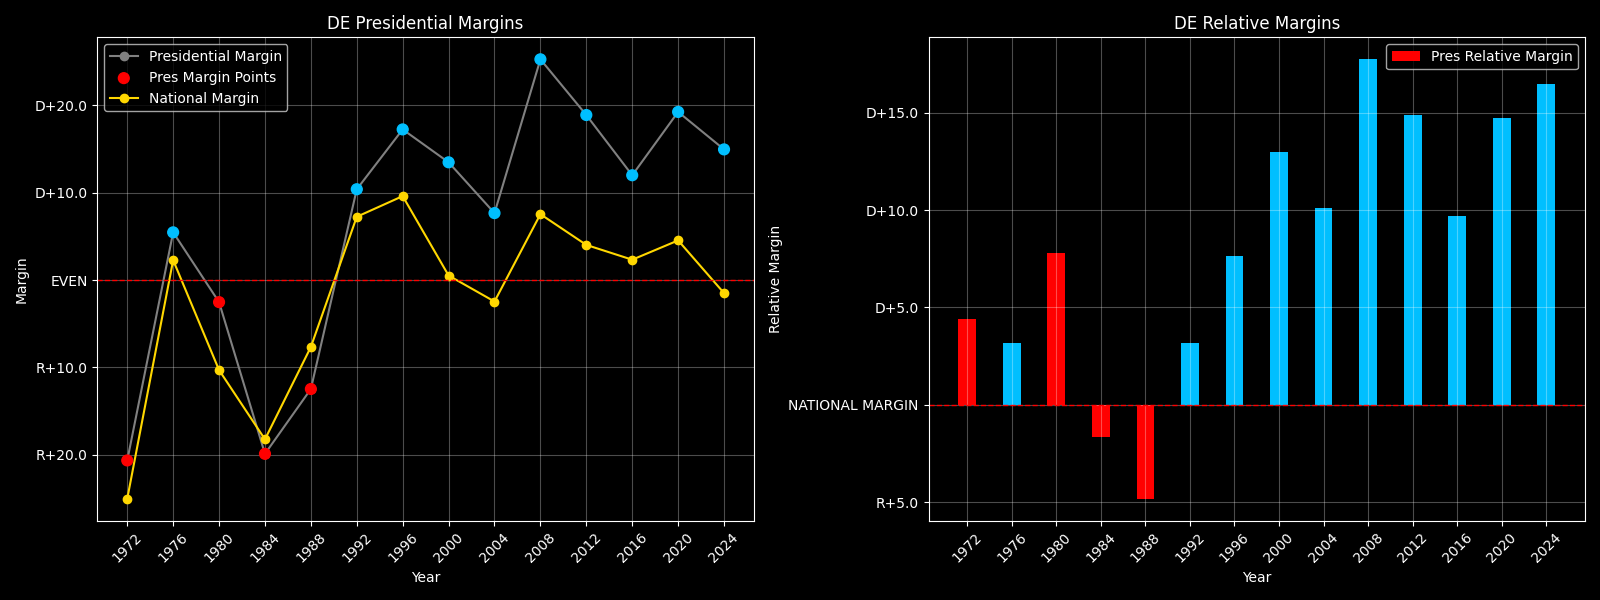 DE Presidential Margins
Presidential Margin
Pres Margin Points
National Margin
D+20.0
D+10.0
EVEN
R+10.0
R+20.0
Margin
1972 1976 1980 1984 1988 1992 1996 2000 2004 2008 2012 2016 2020 2024
Year
DE Relative Margins
Pres Relative Margin
D+15.0
D+10.0
D+5.0
NATIONAL MARGIN
R+5.0
Relative Margin
1972 1976 1980 1984 1988 1992 1996 2000 2004 2008 2012 2016 2020 2024
Year